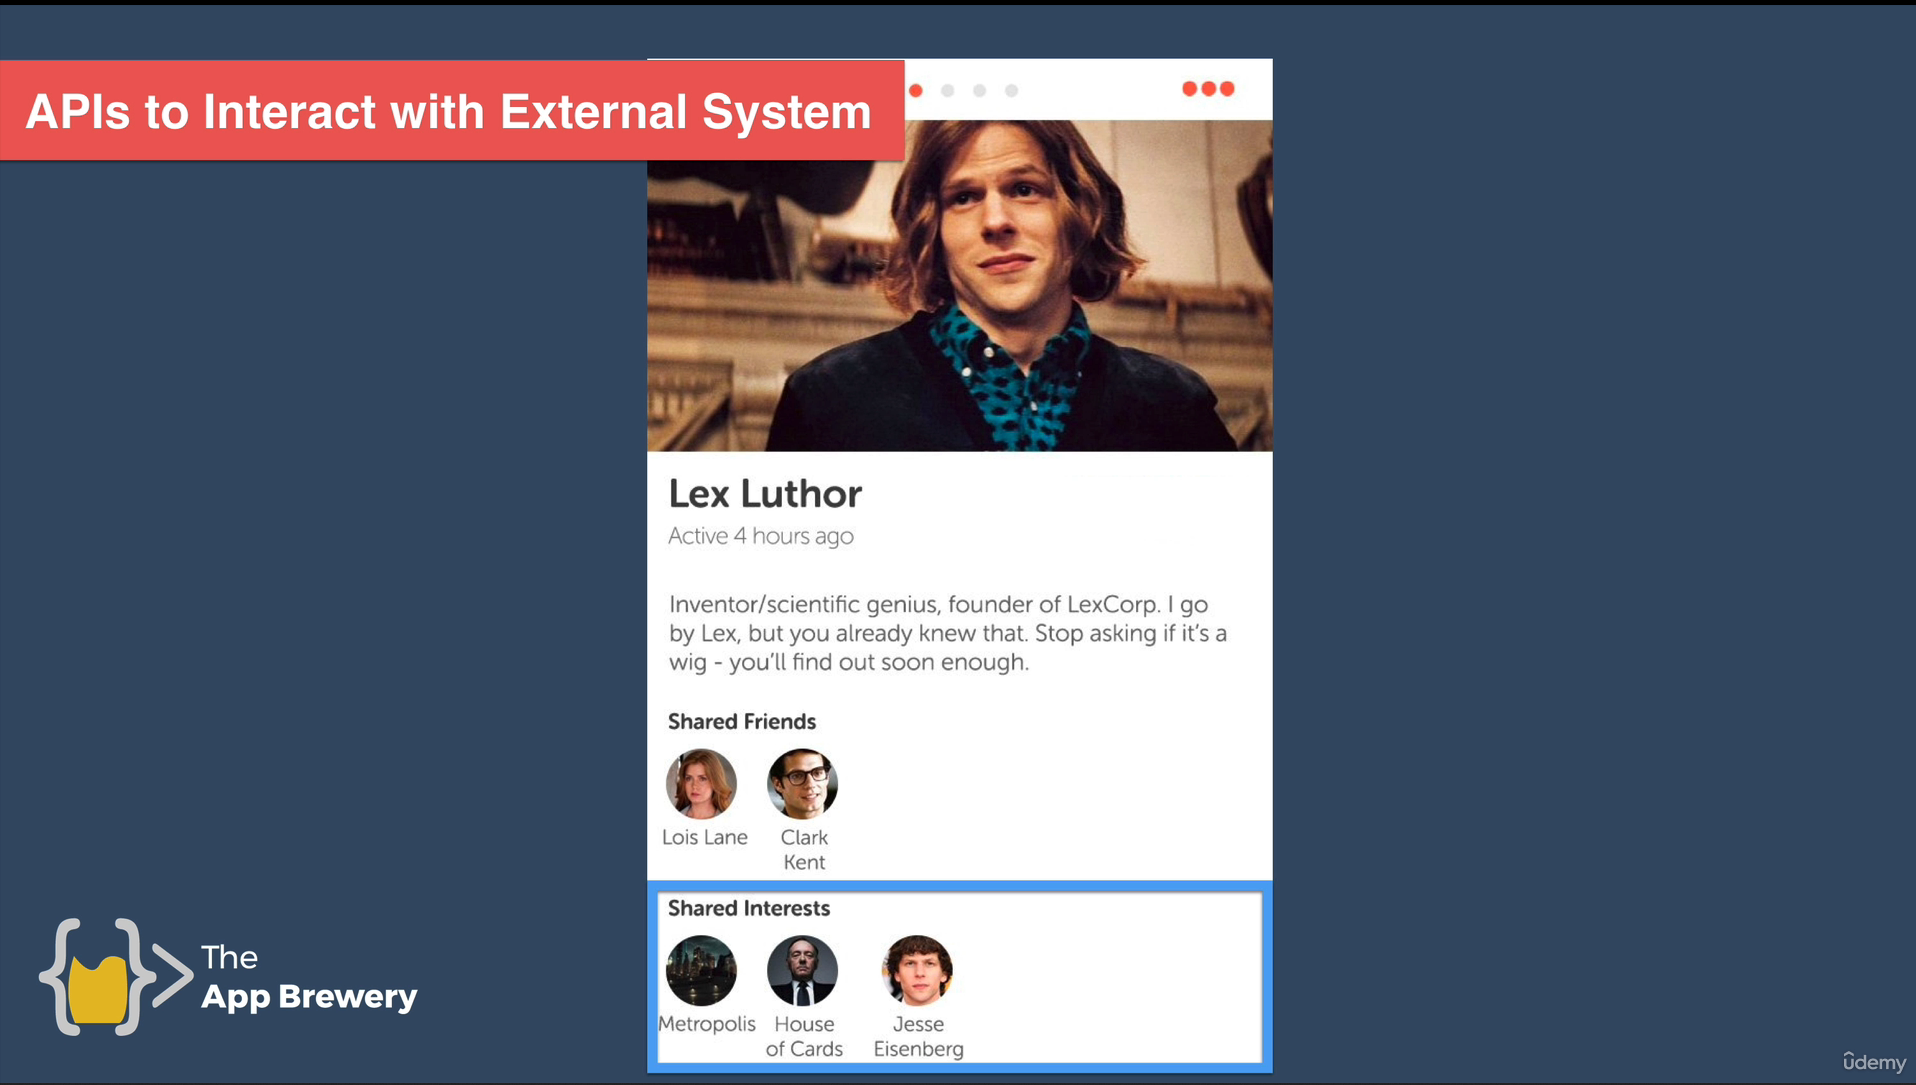 APIs to Interact with External System
Lex Luthor
Active 4 hours ago
Inventor/scientific genius, founder of LexCorp. I go
by Lex, but you already knew that. Stop asking if it's a
wig - you'll find out soon enough.
Shared Friends
Lois Lane
Clark
Kent
Shared Interests
Metropolis
House
of Cards
Jesse
Eisenberg
The
App Brewery
ûdemy